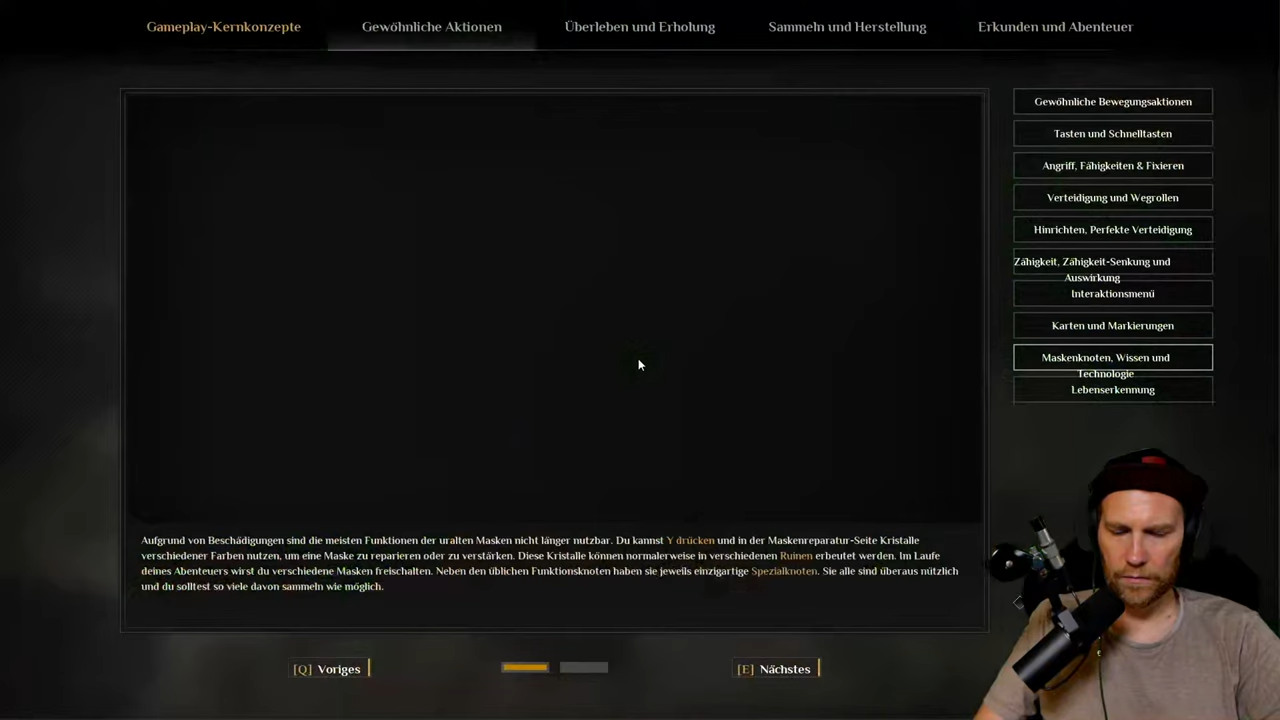 Gameplay-Kernkonzepte
Gewöhnliche Aktionen
Überleben und Erholung
Sammeln und Herstellung
Erkunden und Abenteuer
Gewöhnliche Bewegungsaktionen
Tasten und Schnelltasten
Angriff, Fähigkeiten & Fixieren
Verteidigung und Wegrollen
Hinrichten, Perfekte Verteidigung
Zähigkeit, Zähigkeit-Senkung und
Auswirkung
Interaktionsmenü
Karten und Markierungen
Maskenknoten, Wissen und
Technologie
Lebenserkennung
Aufgrund von Beschädigungen sind die meisten Funktionen der uralten Masken nicht länger nutzbar. Du kannst Y drücken und in der Maskenreparatur-Seite Kristalle
verschiedener Farben nutzen, um eine Maske zu reparieren oder zu verstärken. Diese Kristalle können normalerweise in verschiedenen Ruinen erbeutet werden. Im Laufe
deines Abenteuers wirst du verschiedene Masken freischalten. Neben den üblichen Funktionsknoten haben sie jeweils einzigartige Spezialknoten. Sie alle sind überaus nützlich
und du solltest so viele davon sammeln wie möglich.
[Q] Voriges
[E] Nächstes